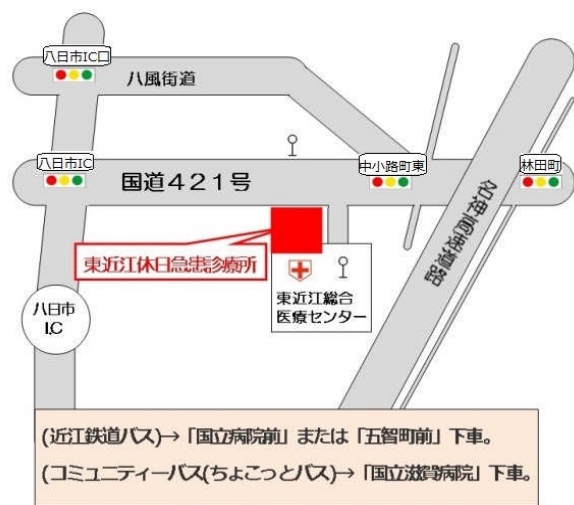 八日市IC口
八風街道
八日市IC
国道421号
中小路町東
林田町
名神高速道路
東近江休日急患診療所
東近江総合
医療センター
八日市
I.C
(近江鉄道バス)→「国立病院前」または「五智町前」下車。
(コミュニティーバス(ちょこっとバス)→「国立滋賀病院」下車。